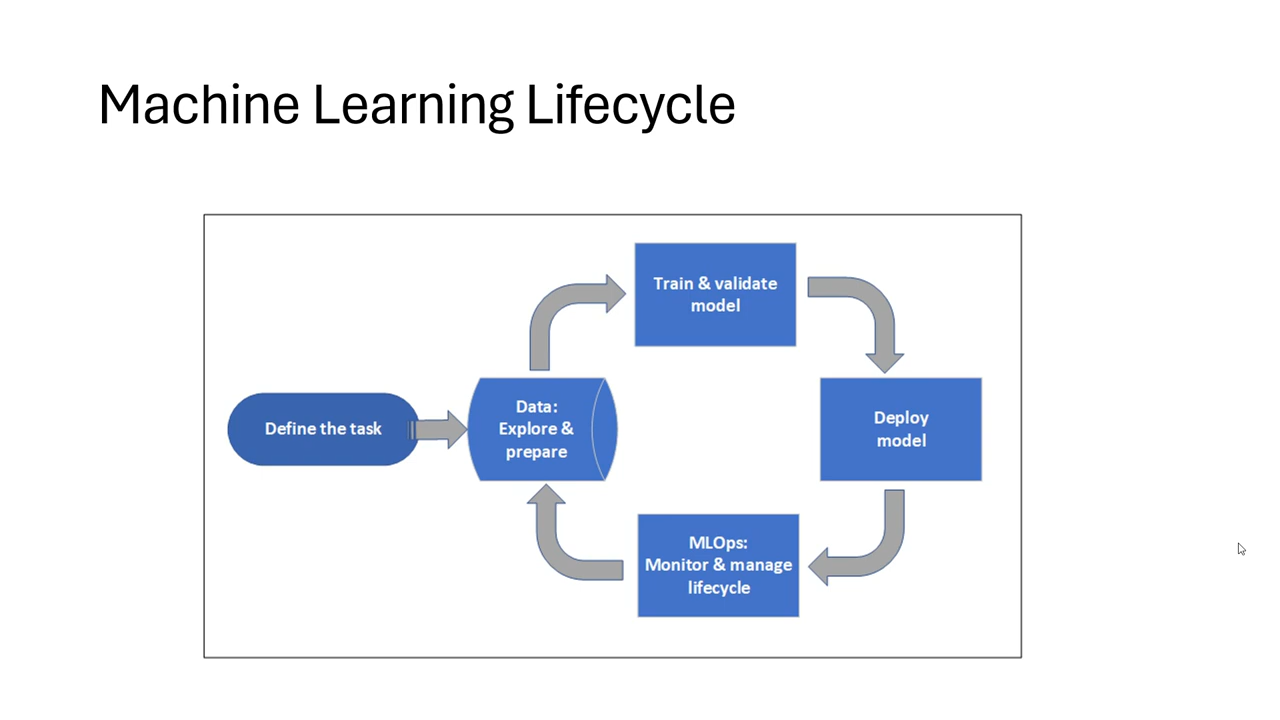 Machine Learning Lifecycle
Train & validate
model
Define the task
Data:
Explore &
prepare
Deploy
model
MLOps:
Monitor & manage
lifecycle